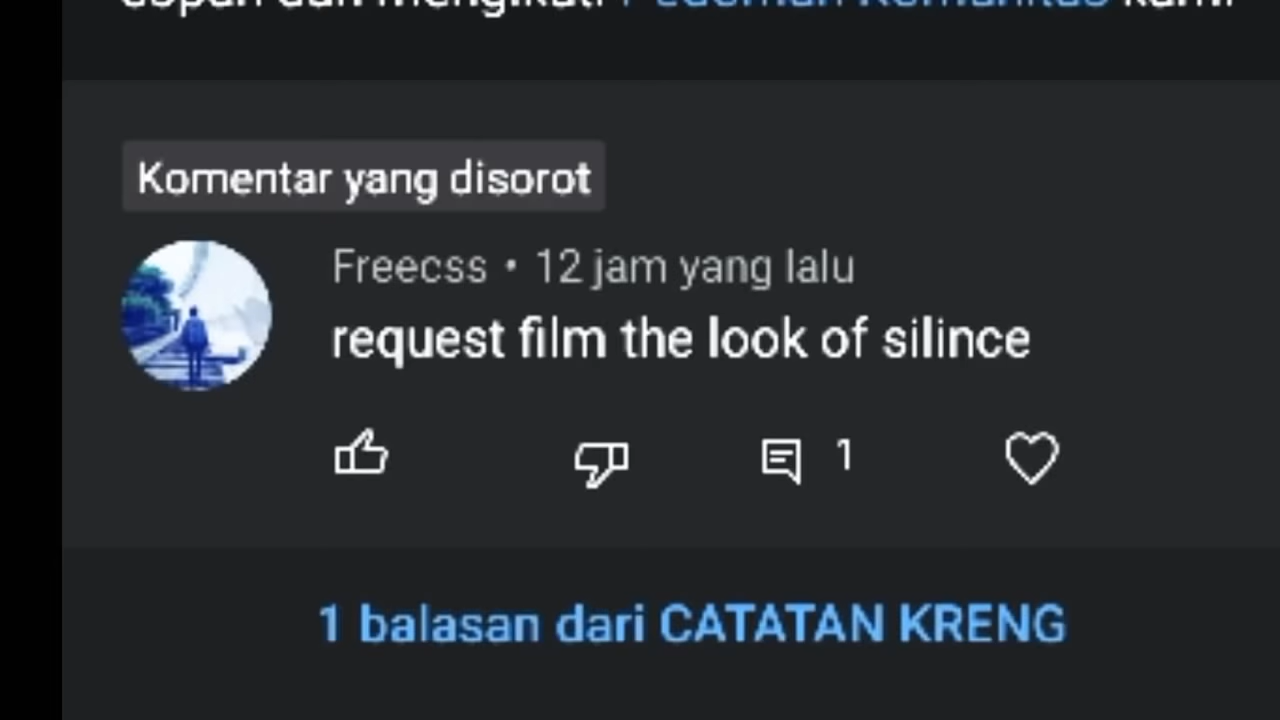 Komentar yang disorot
Freecss • 12 jam yang lalu
request film the look of silince
1
1 balasan dari CATATAN KRENG